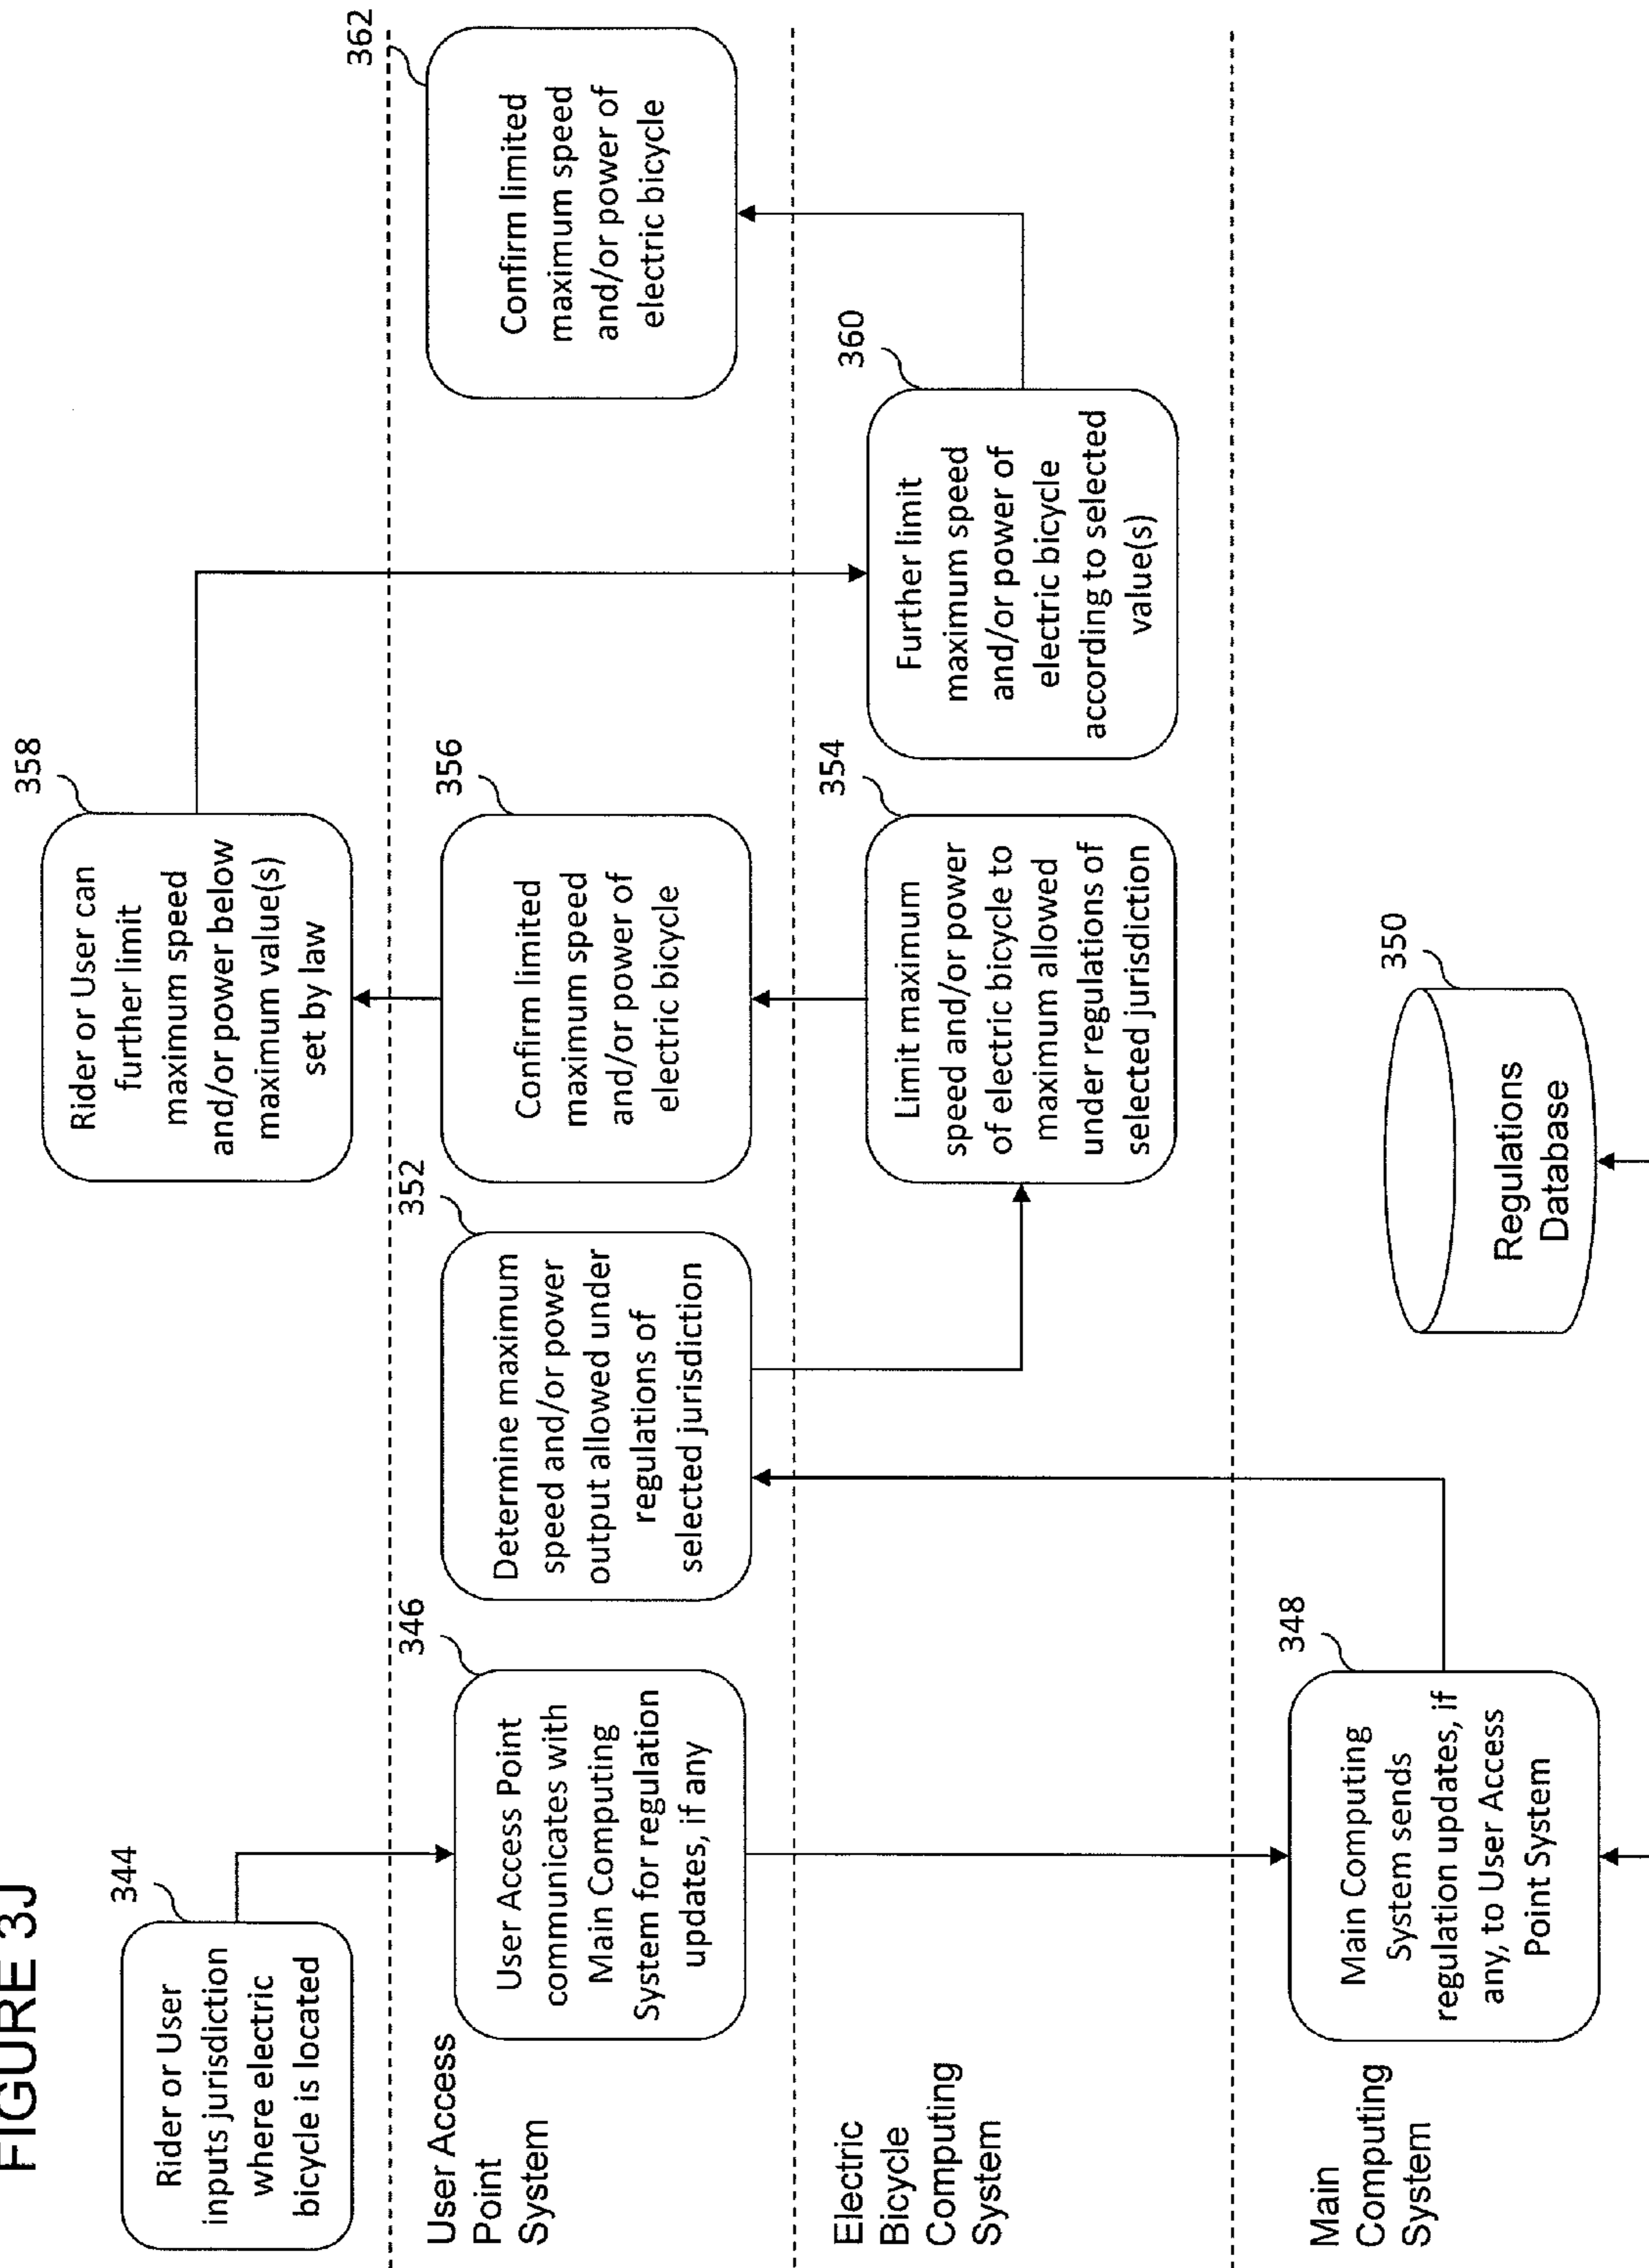 FIGURE 3J
344
Rider or User
inputs jurisdiction
where electric
bicycle is located
358
Rider or User can
further limit
maximum speed
and/or power below
maximum value(s)
set by law
User Access
Point
System
346
User Access Point
communicates with
Main Computing
System for regulation
updates, if any
352
Determine maximum
speed and/or power
output allowed under
regulations of
selected jurisdiction
356
Confirm limited
maximum speed
and/or power of
electric bicycle
362
Confirm limited
maximum speed
and/or power of
electric bicycle
Electric
Bicycle
Computing
System
354
Limit maximum
speed and/or power
of electric bicycle to
maximum allowed
under regulations of
selected jurisdiction
360
Further limit
maximum speed
and/or power of
electric bicycle
according to selected
value(s)
Main
Computing
System
348
Main Computing
System sends
regulation updates, if
any, to User Access
Point System
350
Regulations
Database